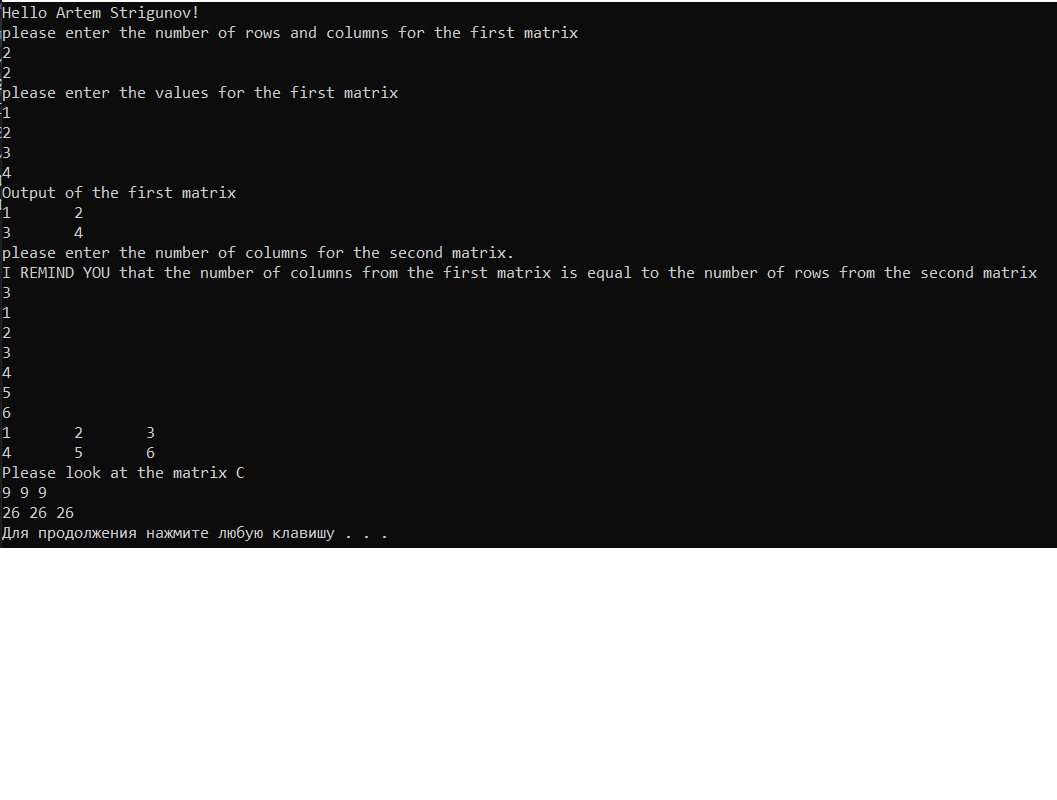 Hello Artem Strigunov!
please enter the number of rows and columns for the first matrix
2
2
please enter the values for the first matrix
1
2
3
4
Output of the first matrix
1 2
3 4
please enter the number of columns for the second matrix.
I REMIND YOU that the number of columns from the first matrix is equal to the number of rows from the second matrix
3
1
2
3
4
5
6
1 2 3
4 5 6
Please look at the matrix C
9 9 9
26 26 26
Для продолжения нажмите любую клавишу . . .